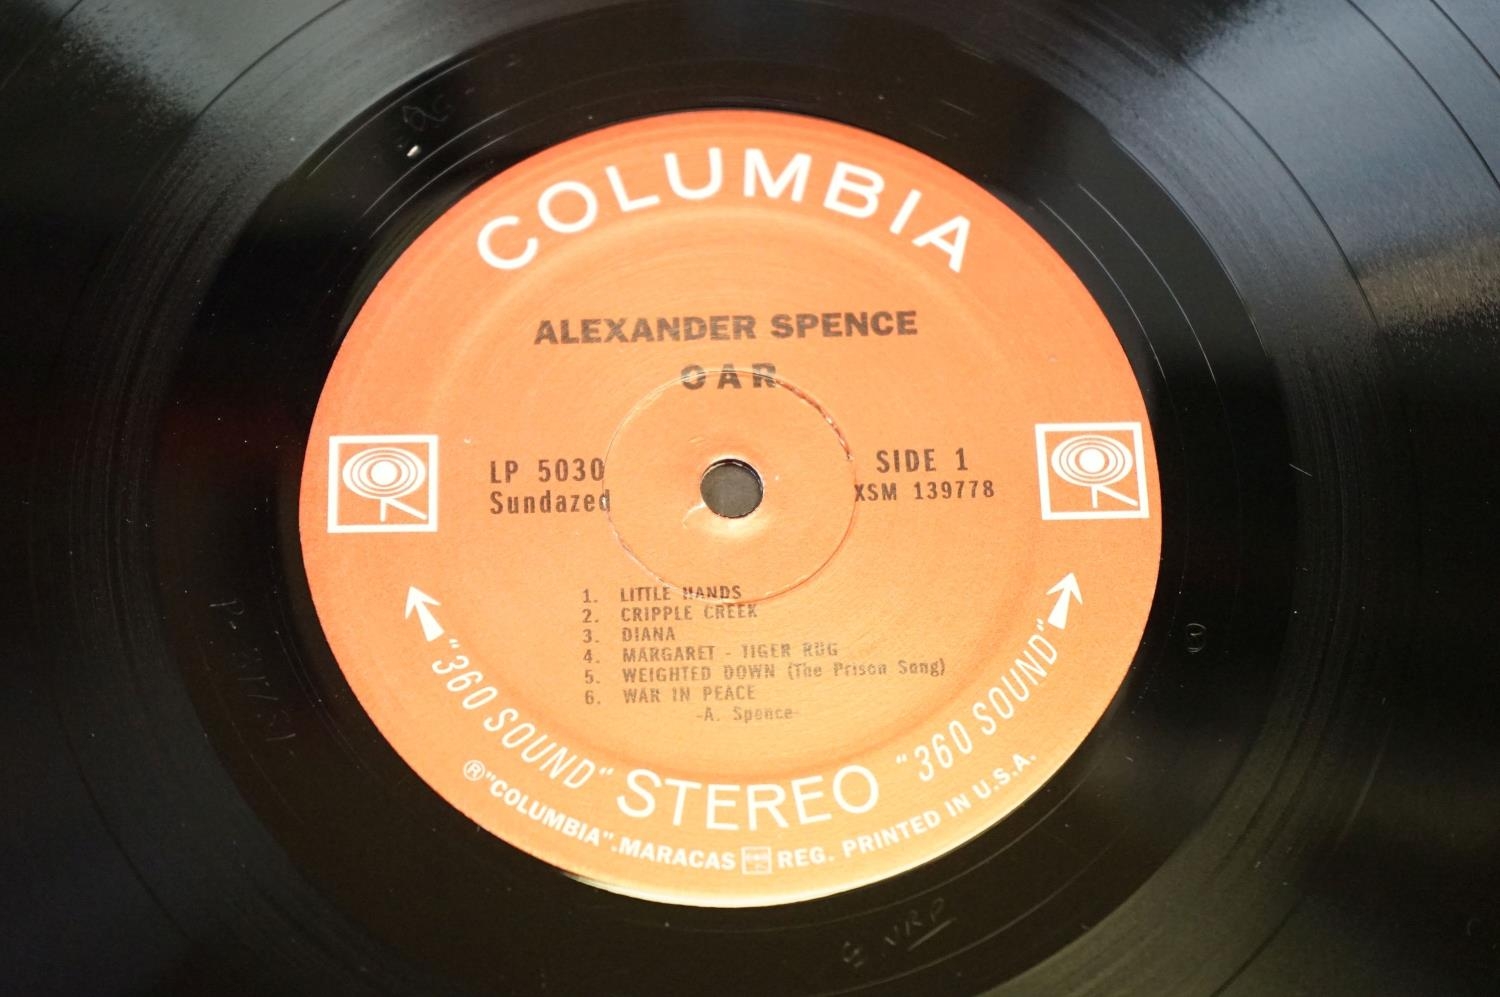 COLUMBIA
ALEXANDER SPENCE
OAR
LP 5030
Sundazed
SIDE 1
XSM 139778
1. LITTLE HANDS
2. CRIPPLE CREEK
3. DIANA
4. MARGARET - TIGER RUG
5. WEIGHTED DOWN (The Prison Song)
6. WAR IN PEACE
-A. Spence-
"360 SOUND" STEREO "360 SOUND"
® "COLUMBIA". MARACAS REG. PRINTED IN U.S.A.